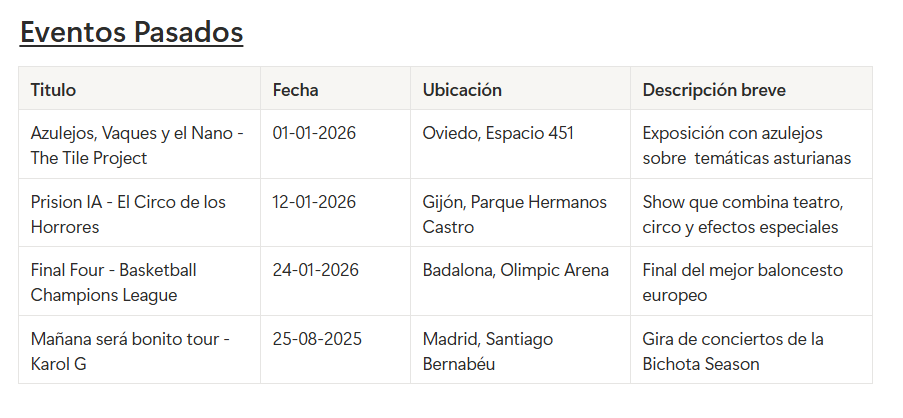 Eventos Pasados
Titulo Fecha Ubicación Descripción breve
Azulejos, Vaques y el Nano - 01-01-2026 Oviedo, Espacio 451 Exposición con azulejos
The Tile Project sobre temáticas asturianas
Prision IA - El Circo de los 12-01-2026 Gijón, Parque Hermanos Show que combina teatro,
Horrores Castro circo y efectos especiales
Final Four - Basketball 24-01-2026 Badalona, Olimpic Arena Final del mejor baloncesto
Champions League europeo
Mañana será bonito tour - 25-08-2025 Madrid, Santiago Gira de conciertos de la
Karol G Bernabéu Bichota Season